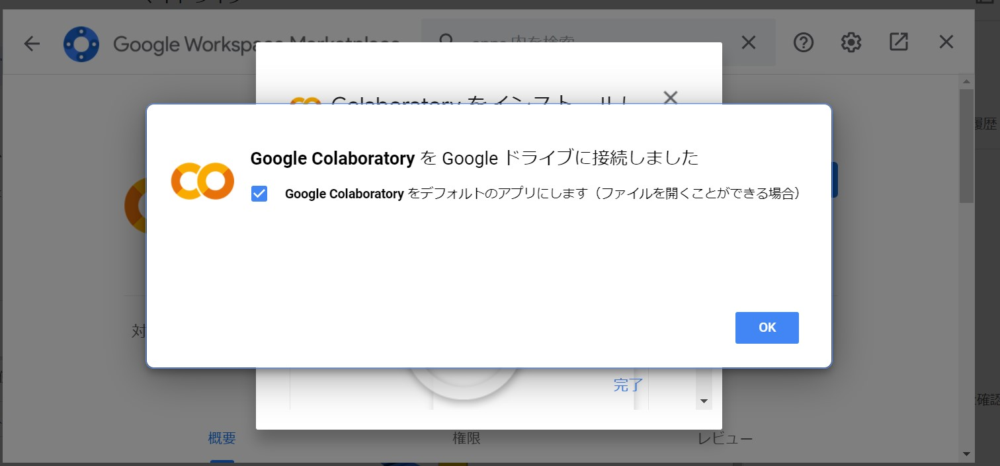 Google Workspace Marketplace
apps 内を検索
Colaboratory をインストールし
履歴
Google Colaboratory を Google ドライブに接続しました
Google Colaboratory をデフォルトのアプリにします（ファイルを開くことができる場合）
対
OK
完了
確認
概要
権限
レビュー